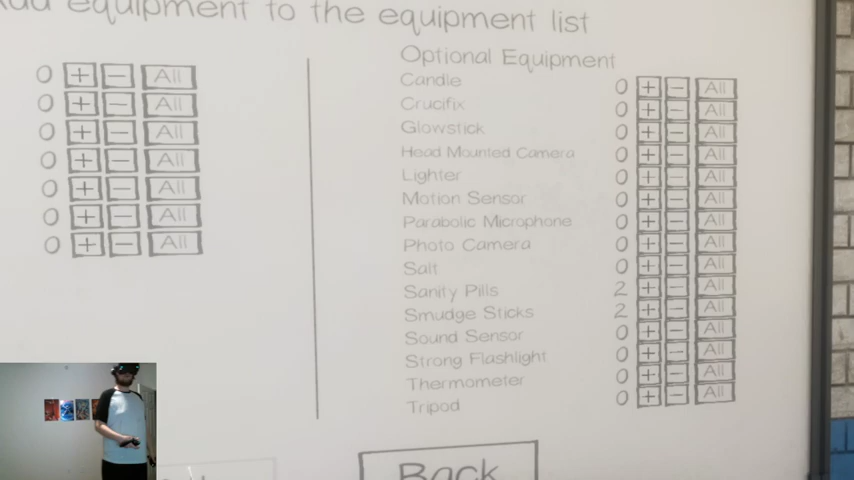 equipment to the equipment list
0 + - All
0 + - All
0 + - All
0 + - All
0 + - All
0 + - All
0 + - All
Optional Equipment
Candle 0 + - All
Crucifix 0 + - All
Glowstick 0 + - All
Head Mounted Camera 0 + - All
Lighter 0 + - All
Motion Sensor 0 + - All
Parabolic Microphone 0 + - All
Photo Camera 0 + - All
Salt 0 + - All
Sanity Pills 2 + - All
Smudge Sticks 2 + - All
Sound Sensor 0 + - All
Strong Flashlight 0 + - All
Thermometer 0 + - All
Tripod 0 + - All
Back